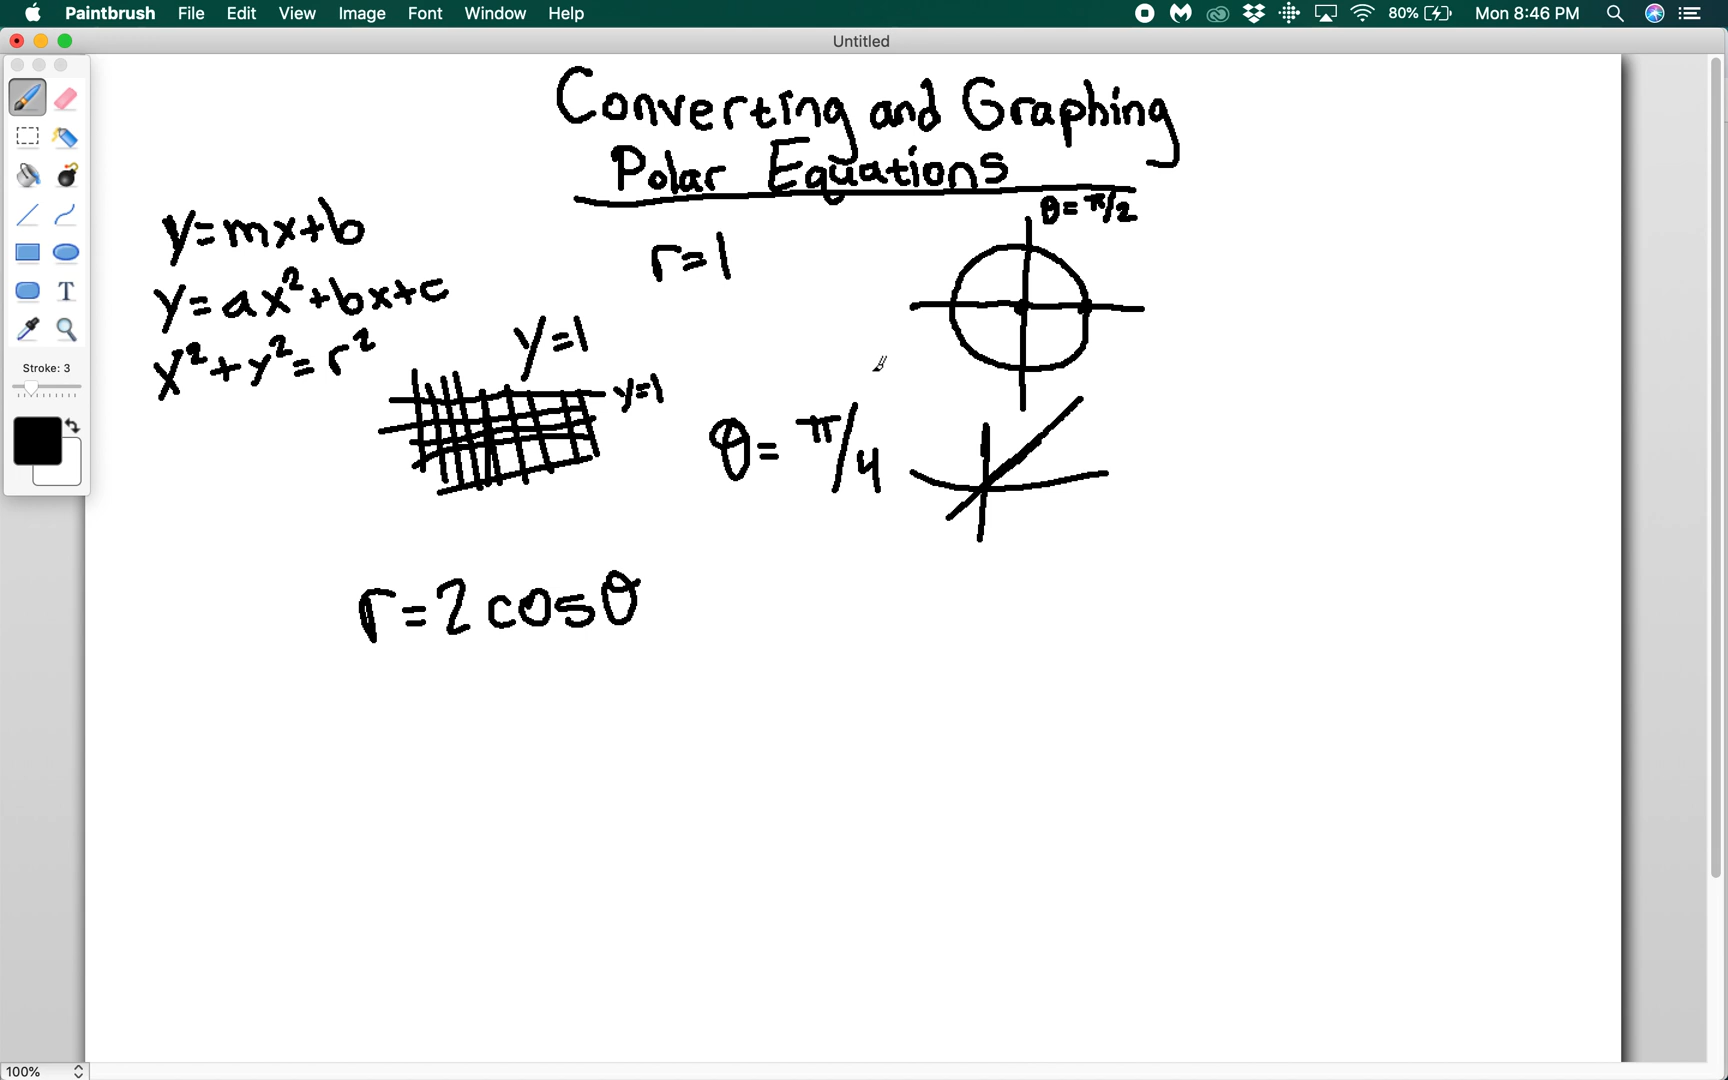 Paintbrush File Edit View Image Font Window Help 80% Mon 8:46 PM
Untitled
Converting and Graphing
Polar Equations
y=mx+b
y=ax²+bx+c
x²+y²=r²
y=1
y=1
r=1
θ=π/2
θ=π/4
r=2cosθ
T
Stroke: 3
100%